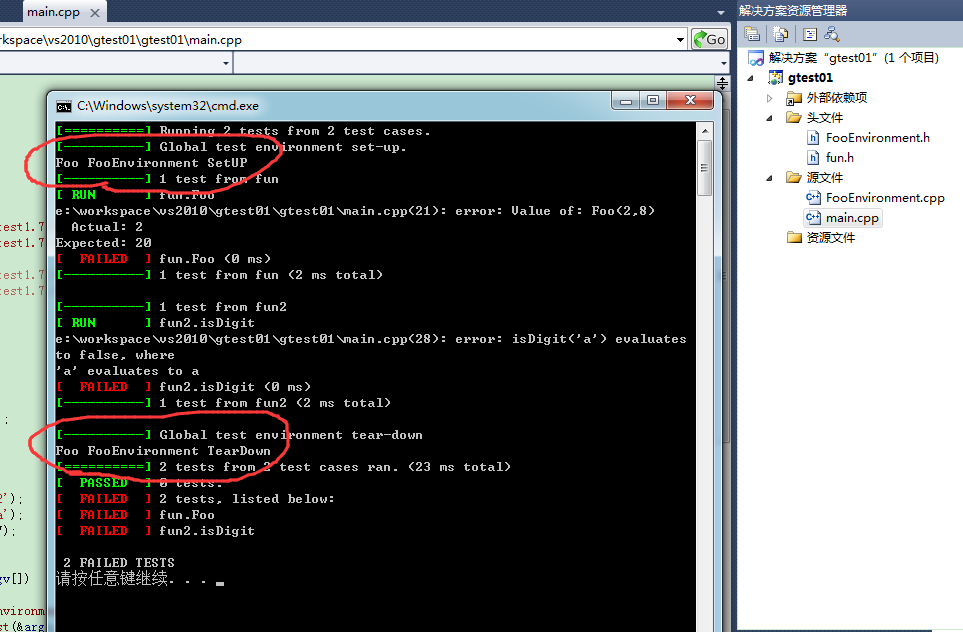 main.cpp
rkspace\vs2010\gtest01\gtest01\main.cpp
Go
C:\Windows\system32\cmd.exe
[==========] Running 2 tests from 2 test cases.
[----------] Global test environment set-up.
Foo FooEnvironment SetUP
[----------] 1 test from fun
[ RUN      ] fun.Foo
e:\workspace\vs2010\gtest01\gtest01\main.cpp(21): error: Value of: Foo(2,8)
  Actual: 2
Expected: 20
[  FAILED  ] fun.Foo (0 ms)
[----------] 1 test from fun (2 ms total)
[----------] 1 test from fun2
[ RUN      ] fun2.isDigit
e:\workspace\vs2010\gtest01\gtest01\main.cpp(28): error: isDigit('a') evaluates
to false, where
'a' evaluates to a
[  FAILED  ] fun2.isDigit (0 ms)
[----------] 1 test from fun2 (2 ms total)
[----------] Global test environment tear-down
Foo FooEnvironment TearDown
[==========] 2 tests from 2 test cases ran. (23 ms total)
[  PASSED  ] 0 tests.
[  FAILED  ] 2 tests, listed below:
[  FAILED  ] fun.Foo
[  FAILED  ] fun2.isDigit
 2 FAILED TESTS
请按任意键继续. . .
test1.7
test1.7
test1.7
test1.7
;
');
');
');
gv[])
nvironm
st(&arg
解决方案资源管理器
解决方案“gtest01”(1 个项目)
gtest01
外部依赖项
头文件
FooEnvironment.h
fun.h
源文件
FooEnvironment.cpp
main.cpp
资源文件